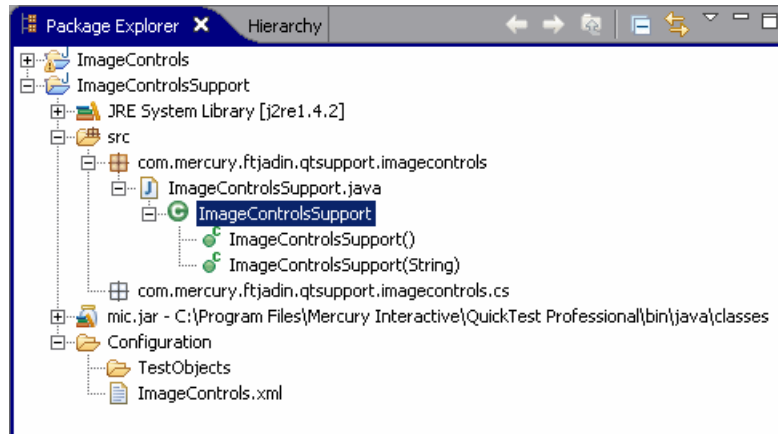 Package Explorer Hierarchy
ImageControls
ImageControlsSupport
JRE System Library [j2re1.4.2]
src
com.mercury.ftjadin.qtsupport.imagecontrols
ImageControlsSupport.java
ImageControlsSupport
ImageControlsSupport()
ImageControlsSupport(String)
com.mercury.ftjadin.qtsupport.imagecontrols.cs
mic.jar - C:\Program Files\Mercury Interactive\QuickTest Professional\bin\java\classes
Configuration
TestObjects
ImageControls.xml